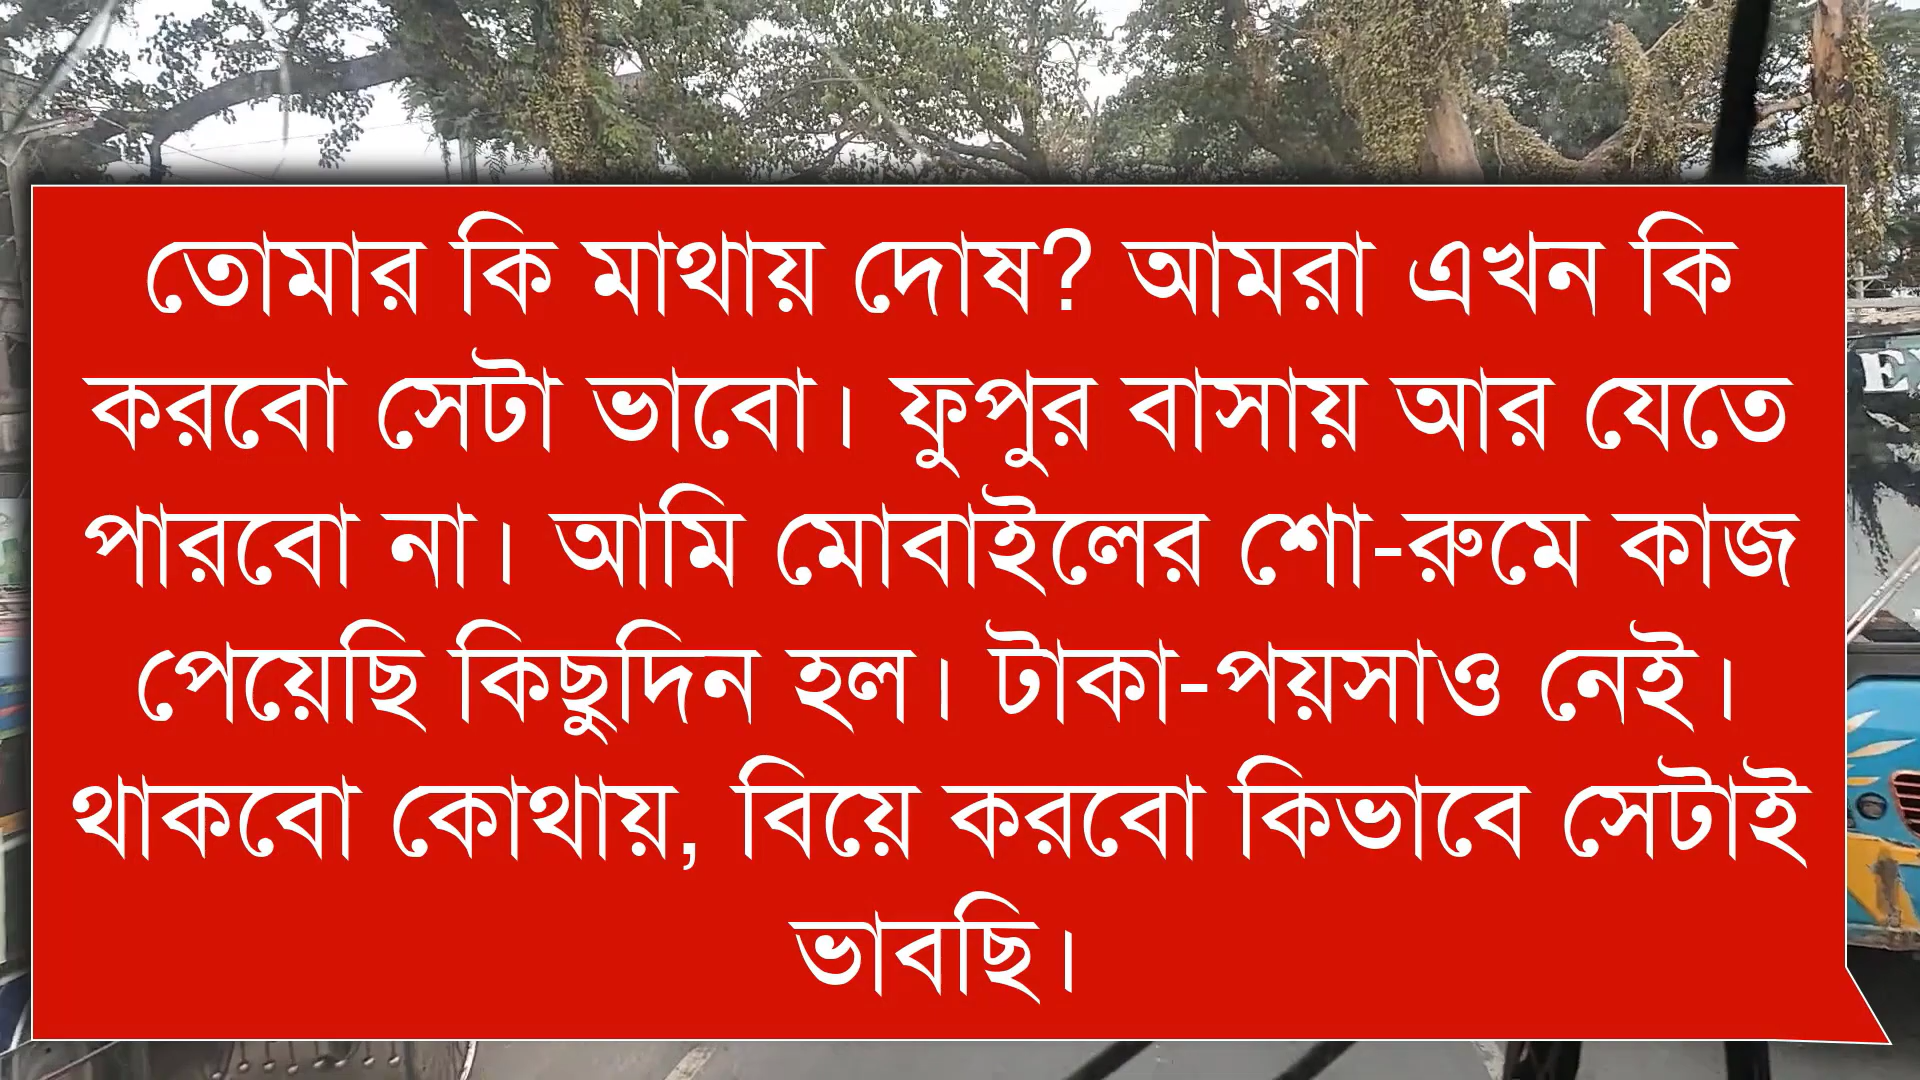 তোমার কি মাথায় দোষ? আমরা এখন কি
করবো সেটা ভাবো। ফুপুর বাসায় আর যেতে
পারবো না। আমি মোবাইলের শো-রুমে কাজ
পেয়েছি কিছুদিন হল। টাকা-পয়সাও নেই।
থাকবো কোথায়, বিয়ে করবো কিভাবে সেটাই
ভাবছি।